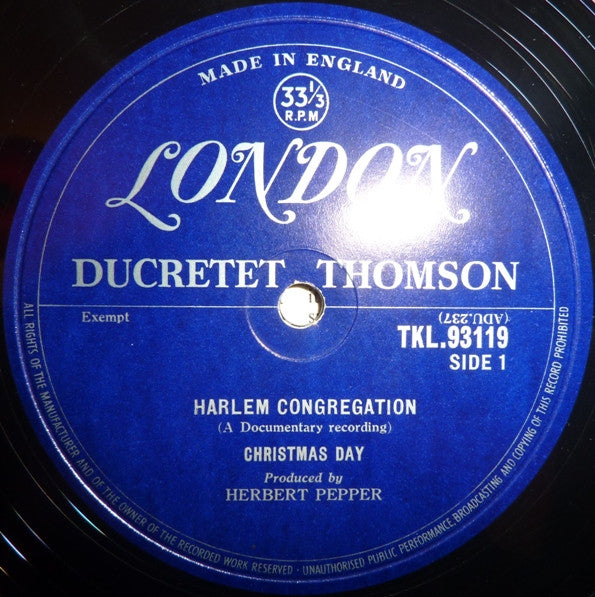 MADE IN ENGLAND
33⅓
R.P.M
LONDON
DUCRETET THOMSON
Exempt
(ADU.237)
TKL.93119
SIDE 1
HARLEM CONGREGATION
(A Documentary recording)
CHRISTMAS DAY
Produced by
HERBERT PEPPER
ALL RIGHTS OF THE MANUFACTURER AND OF THE OWNER OF THE RECORDED WORK RESERVED - UNAUTHORISED PUBLIC PERFORMANCE, BROADCASTING AND COPYING OF THIS RECORD PROHIBITED